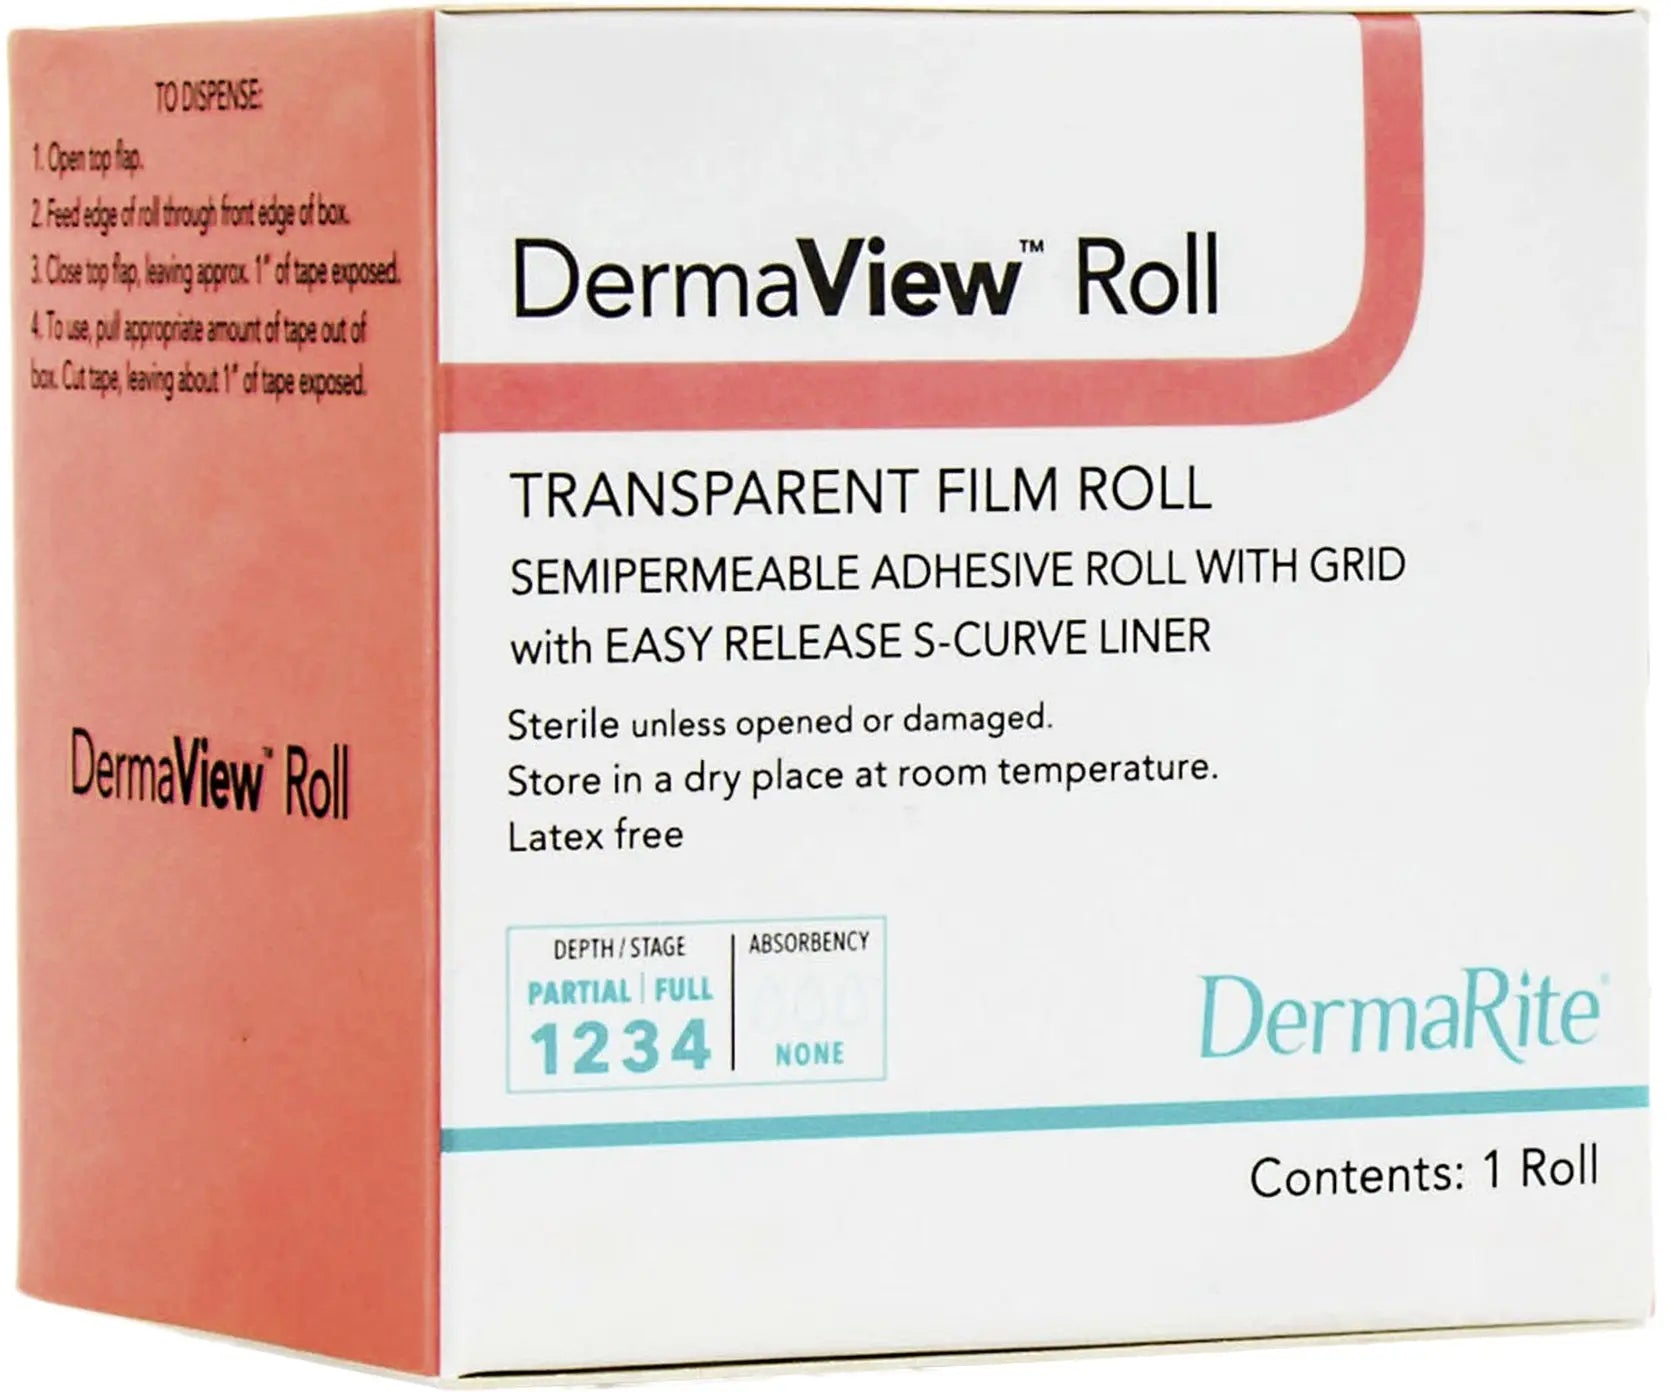 TO DISPENSE:
1. Open top flap.
2. Feed edge of roll through front edge of box.
3. Close top flap, leaving approx. 1" of tape exposed.
4. To use, pull appropriate amount of tape out of
box. Cut tape, leaving about 1" of tape exposed.
DermaView™ Roll
DermaView™ Roll
TRANSPARENT FILM ROLL
SEMIPERMEABLE ADHESIVE ROLL WITH GRID
with EASY RELEASE S-CURVE LINER
Sterile unless opened or damaged.
Store in a dry place at room temperature.
Latex free
DEPTH / STAGE
PARTIAL | FULL
1 2 3 4
ABSORBENCY
NONE
DermaRite®
Contents: 1 Roll